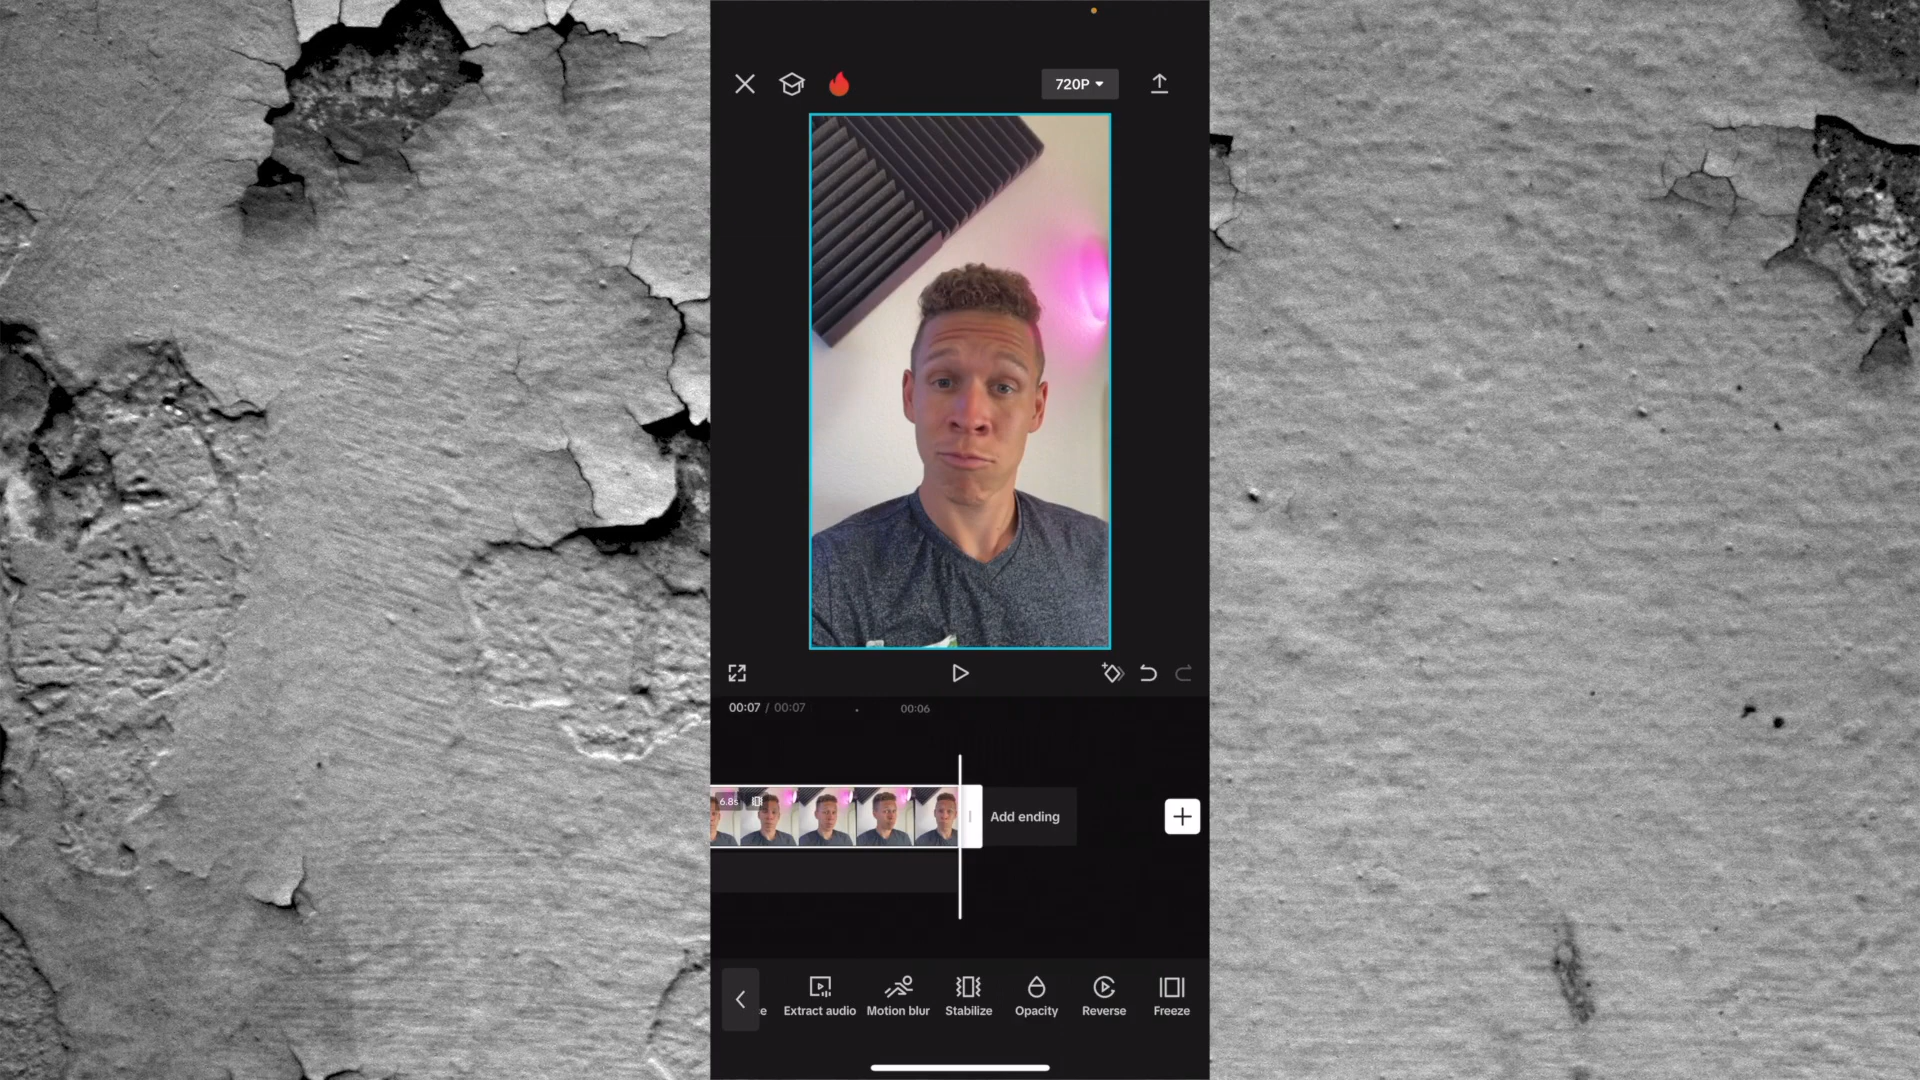 720P
00:07 / 00:07
00:06
6.8s
Add ending
e
Extract audio
Motion blur
Stabilize
Opacity
Reverse
Freeze